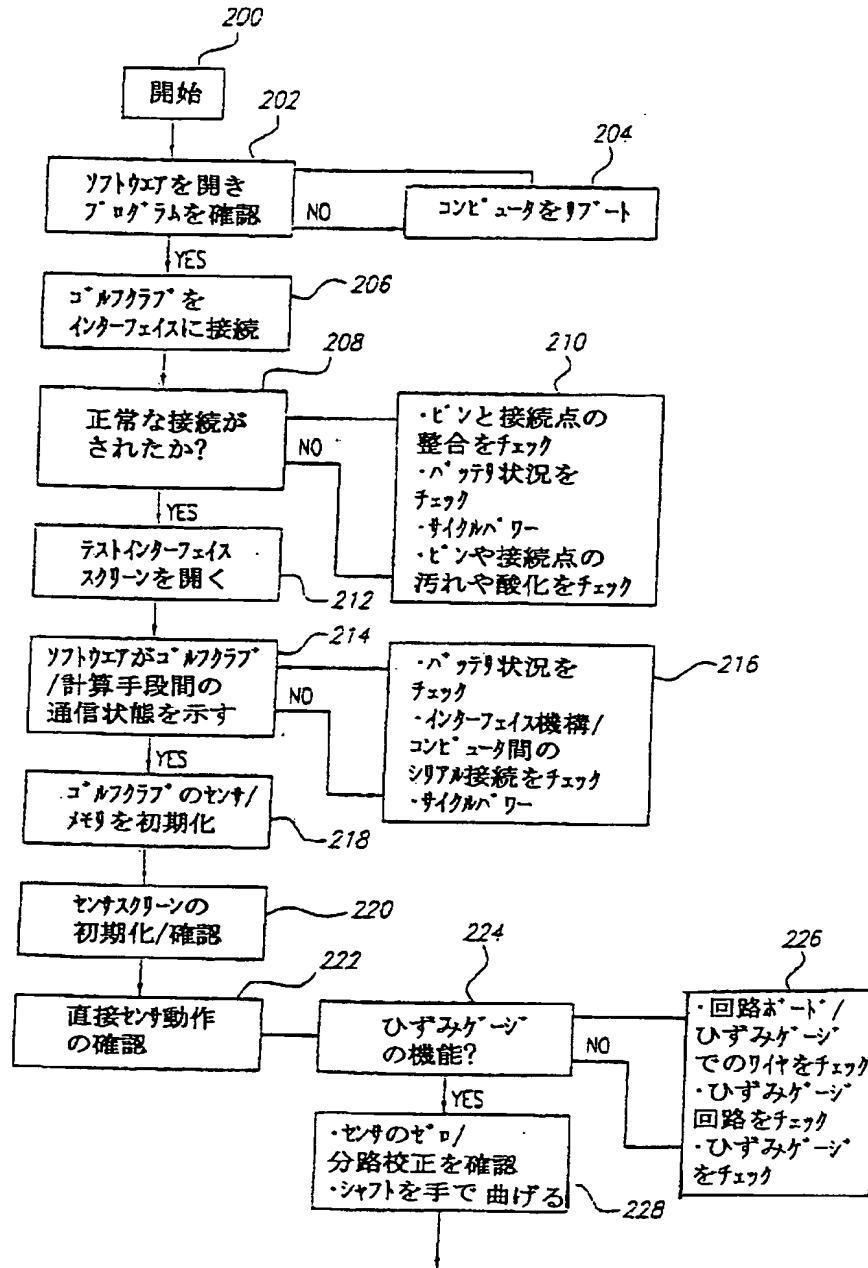 200
開始
202
ソフトウエアを開き
プログラムを確認
204
コンピュータをリブート
NO
YES
ゴルフクラブを
インターフェイスに接続
206
208
正常な接続が
されたか?
NO
210
・ピンと接続点の
整合をチェック
・バッテリ状況を
チェック
・サイクルパワー
・ピンや接続点の
汚れや酸化をチェック
YES
テストインターフェイス
スクリーンを開く
212
214
ソフトウエアがゴルフクラブ
/計算手段間の
通信状態を示す
NO
・バッテリ状況を
チェック
・インターフェイス機構/
コンピュータ間の
シリアル接続をチェック
・サイクルパワー
216
YES
ゴルフクラブのセンサ/
メモリを初期化
218
センサスクリーンの
初期化/確認
220
222
直接センサ動作
の確認
224
ひずみゲージ
の機能?
NO
226
・回路ボード/
ひずみゲージ
でのワイヤをチェック
・ひずみゲージ
回路をチェック
・ひずみゲージ
をチェック
YES
・センサのゼロ/
分路校正を確認
・シャフトを手で曲げる
228